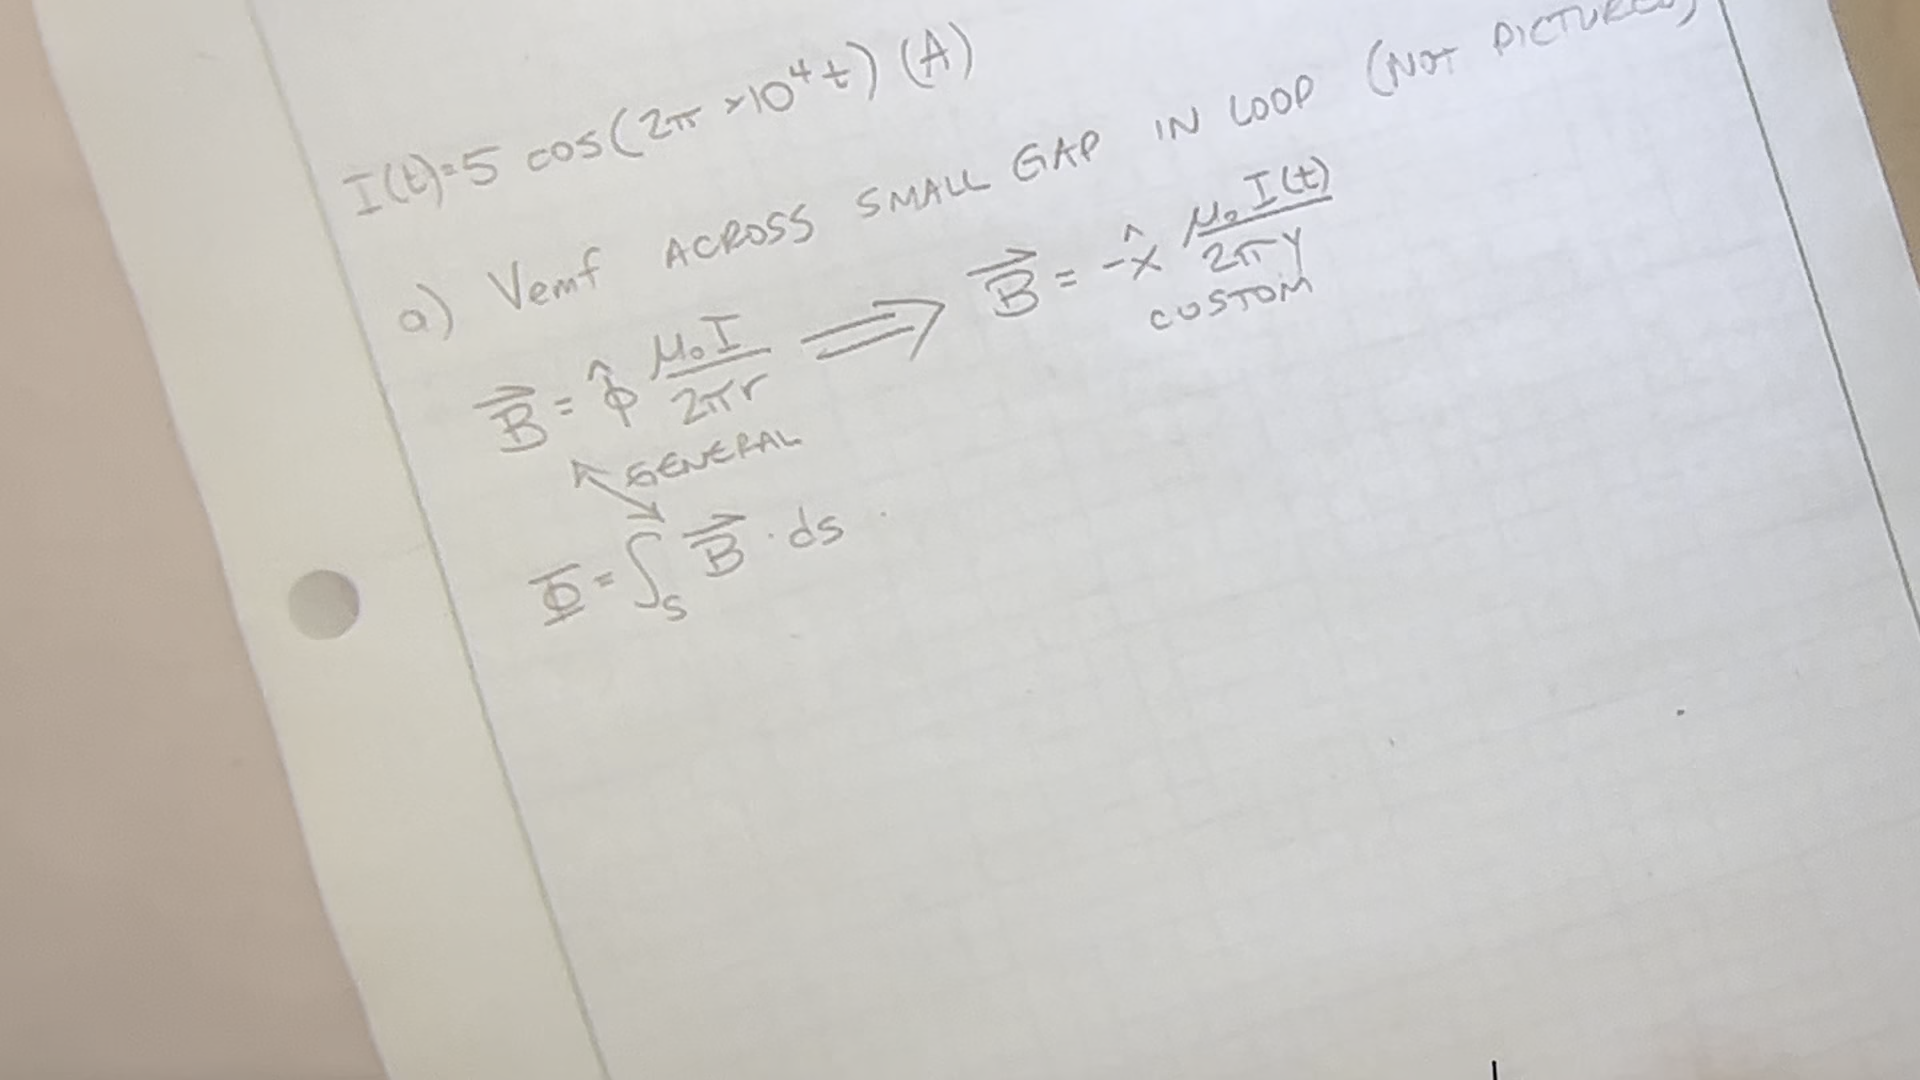 I(t)=5 cos(2π ×10⁴t) (A)
a) Vemf ACROSS SMALL GAP IN LOOP (NOT PICTURED)
B⃗ = ϕ̂ μ₀I/2πr ⟹ B⃗ = -x̂ μ₀I(t)/2πy
GENERAL CUSTOM
Φ = ∫ₛ B⃗ · ds